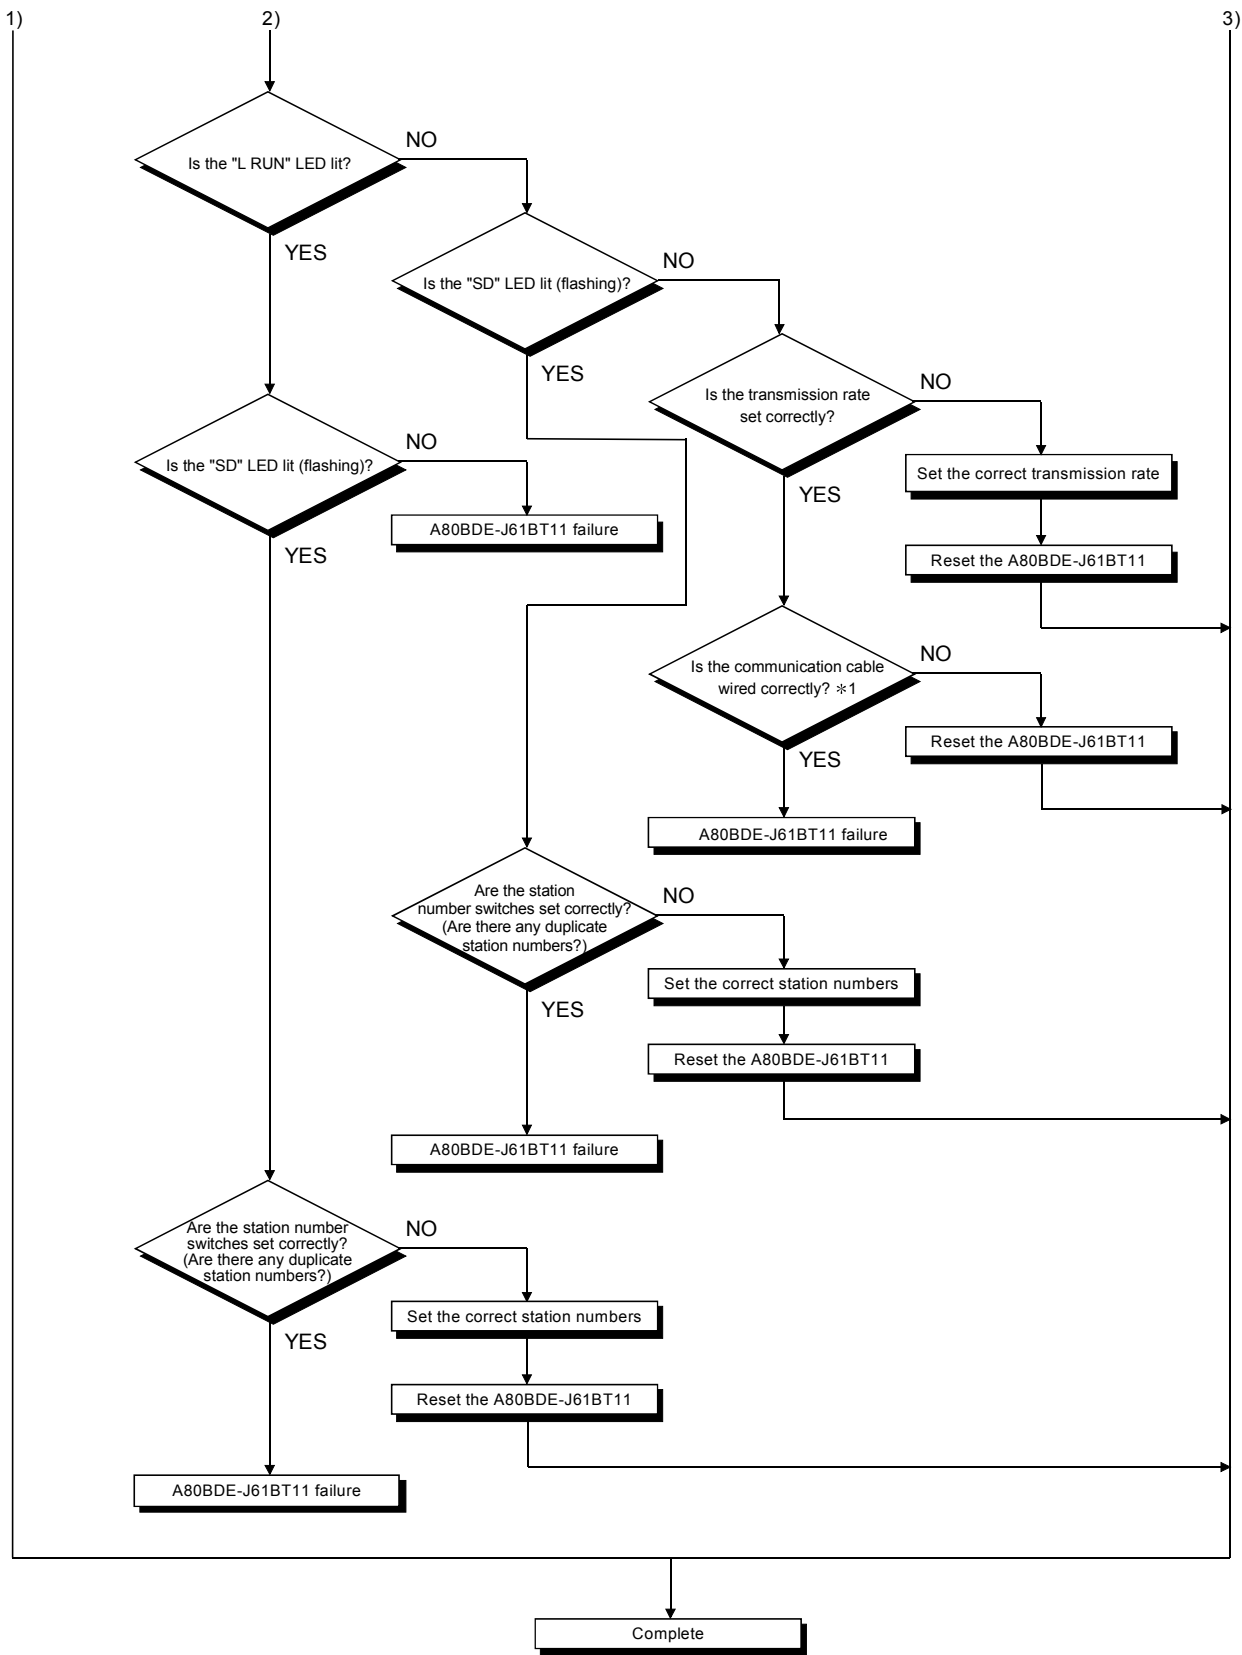 1)
2)
3)
Is the "L RUN" LED lit?
NO
YES
Is the "SD" LED lit (flashing)?
NO
YES
Is the transmission rate
set correctly?
NO
YES
Set the correct transmission rate
Reset the A80BDE-J61BT11
Is the "SD" LED lit (flashing)?
NO
YES
A80BDE-J61BT11 failure
Is the communication cable
wired correctly? *1
NO
YES
Reset the A80BDE-J61BT11
A80BDE-J61BT11 failure
Are the station
number switches set correctly?
(Are there any duplicate
station numbers?)
NO
YES
Set the correct station numbers
Reset the A80BDE-J61BT11
A80BDE-J61BT11 failure
Are the station number
switches set correctly?
(Are there any duplicate
station numbers?)
NO
YES
Set the correct station numbers
Reset the A80BDE-J61BT11
A80BDE-J61BT11 failure
Complete